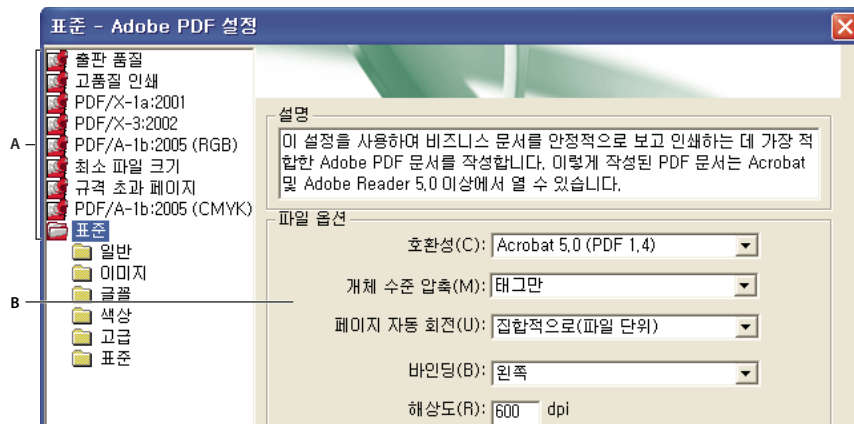 표준 - Adobe PDF 설정
A
출판 품질
고품질 인쇄
PDF/X-1a:2001
PDF/X-3:2002
PDF/A-1b:2005 (RGB)
최소 파일 크기
규격 초과 페이지
PDF/A-1b:2005 (CMYK)
표준
일반
이미지
글꼴
색상
고급
표준
B
설명
이 설정을 사용하여 비즈니스 문서를 안정적으로 보고 인쇄하는 데 가장 적
합한 Adobe PDF 문서를 작성합니다. 이렇게 작성된 PDF 문서는 Acrobat
및 Adobe Reader 5.0 이상에서 열 수 있습니다.
파일 옵션
호환성(C): Acrobat 5.0 (PDF 1.4)
개체 수준 압축(M): 태그만
페이지 자동 회전(U): 집합적으로(파일 단위)
바인딩(B): 왼쪽
해상도(R): 600 dpi